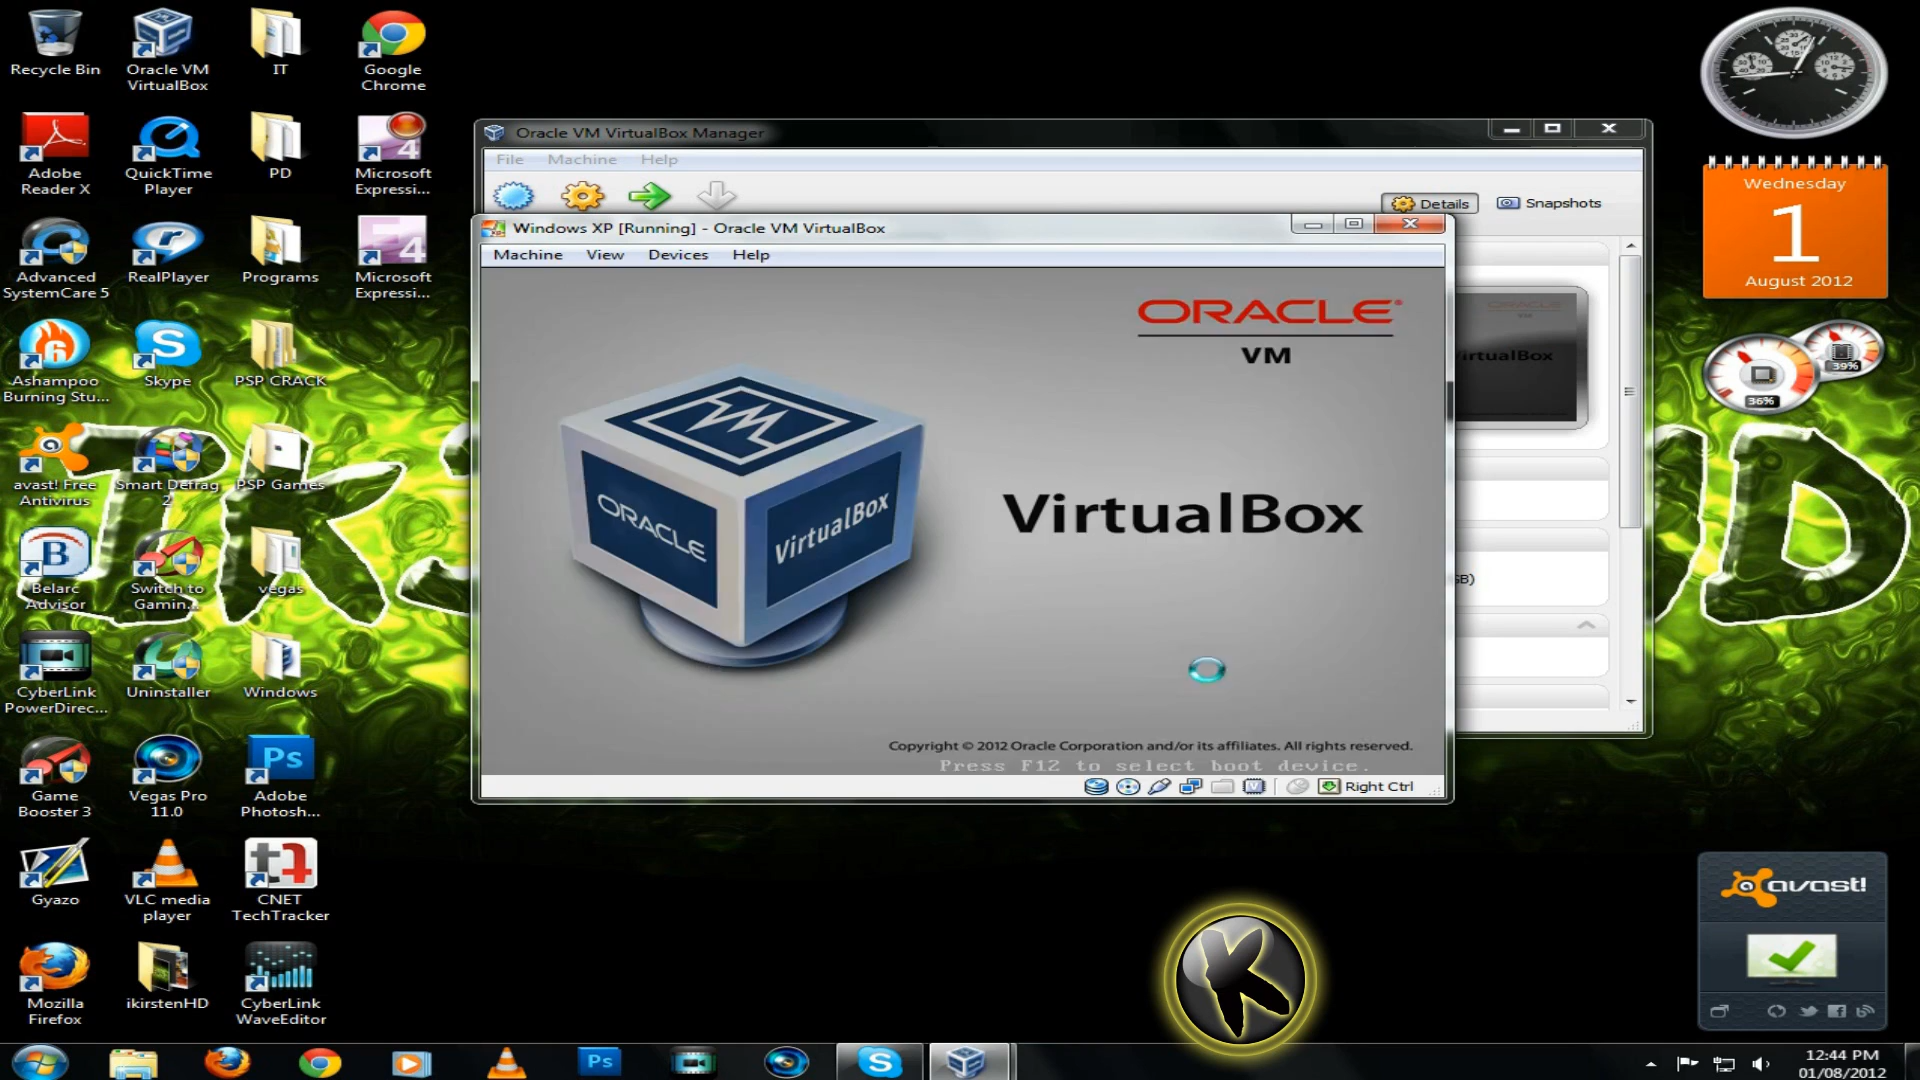 Recycle Bin
Oracle VM
VirtualBox
IT
Google
Chrome
Adobe
Reader X
QuickTime
Player
PD
4
Microsoft
Expressi...
Advanced
SystemCare 5
RealPlayer
Programs
4
Microsoft
Expressi...
6
Ashampoo
Burning Stu...
S
Skype
PSP CRACK
avast! Free
Antivirus
Smart Defrag
2
PSP Games
B
Belarc
Advisor
Switch to
Gamin...
vegas
CyberLink
PowerDirec...
Uninstaller
Windows
Game
Booster 3
Vegas Pro
11.0
Ps
Adobe
Photosh...
Gyazo
VLC media
player
CNET
TechTracker
Mozilla
Firefox
ikirstenHD
CyberLink
WaveEditor
Oracle VM VirtualBox Manager
File Machine Help
Details
Snapshots
Windows XP [Running] - Oracle VM VirtualBox
Machine View Devices Help
ORACLE
VM
ORACLE
VirtualBox
VirtualBox
Copyright © 2012 Oracle Corporation and/or its affiliates. All rights reserved.
Press F12 to select boot device.
Right Ctrl
GB)
Wednesday
1
August 2012
36%
39%
avast!
K
Ps
S
12:44 PM
01/08/2012